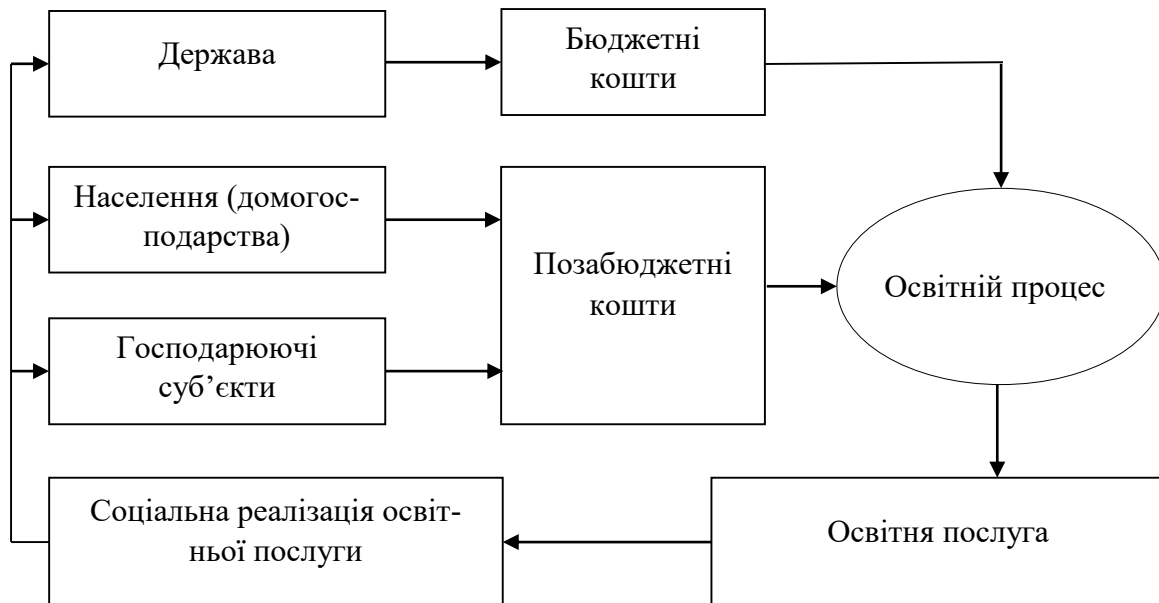 Держава
Бюджетні
кошти
Населення (домогос-
подарства)
Позабюджетні
кошти
Освітній процес
Господарюючі
суб’єкти
Соціальна реалізація освіт-
ньої послуги
Освітня послуга